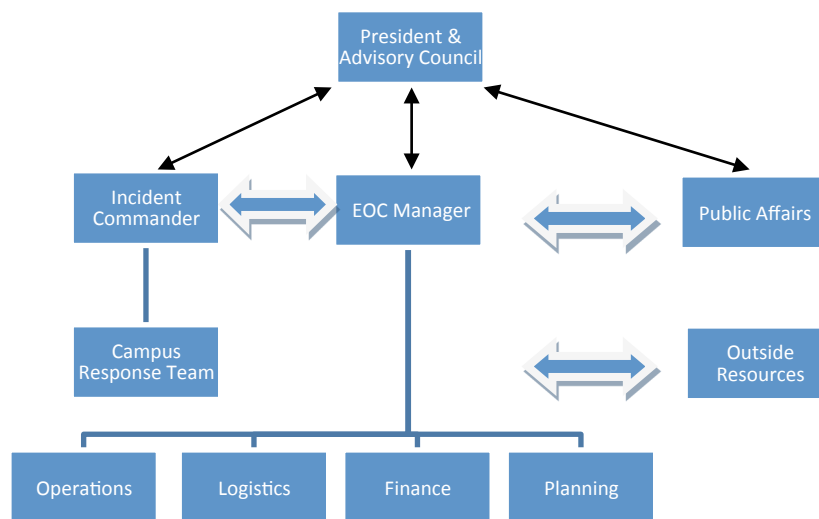 President &
Advisory Council
Incident
Commander
EOC Manager
Public Affairs
Campus
Response Team
Outside
Resources
Operations
Logistics
Finance
Planning